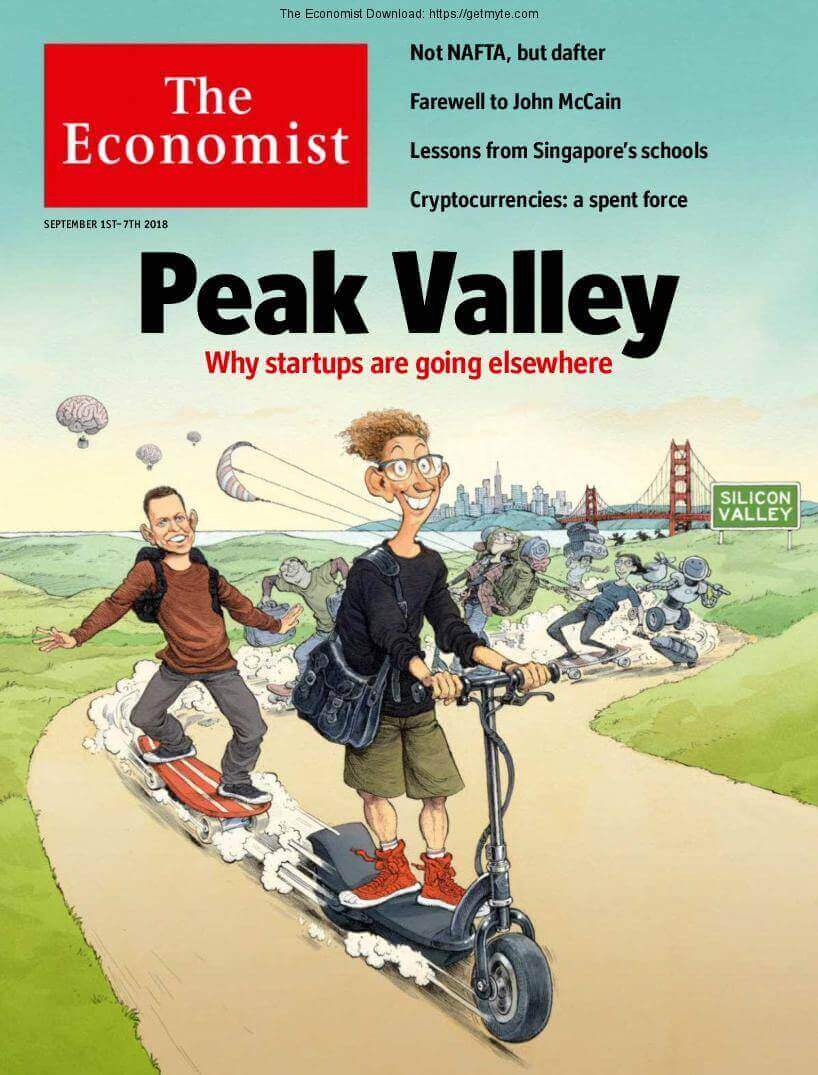 The Economist Download: https://getmyte.com
The
Economist
SEPTEMBER 1ST–7TH 2018
Not NAFTA, but dafter
Farewell to John McCain
Lessons from Singapore's schools
Cryptocurrencies: a spent force
Peak Valley
Why startups are going elsewhere
SILICON
VALLEY